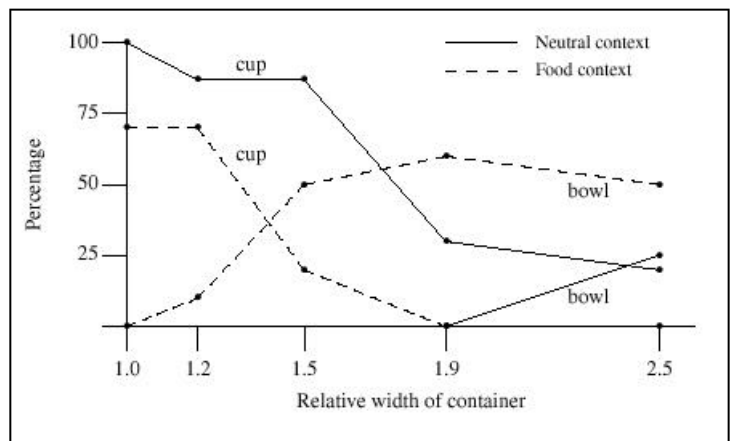 100
75
50
25
Percentage
Neutral context
Food context
cup
cup
bowl
bowl
1.0 1.2 1.5 1.9 2.5
Relative width of container